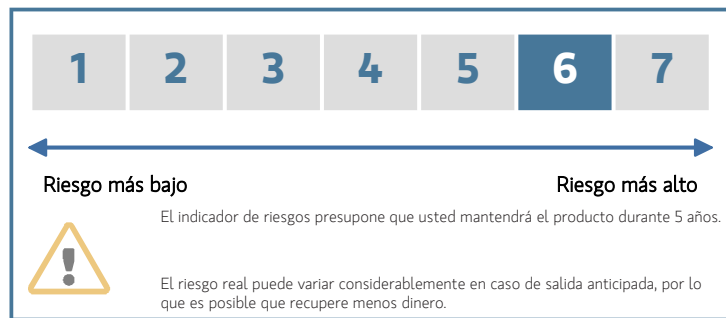 1 2 3 4 5 6 7
Riesgo más bajo Riesgo más alto
El indicador de riesgos presupone que usted mantendrá el producto durante 5 años.
!
El riesgo real puede variar considerablemente en caso de salida anticipada, por lo
que es posible que recupere menos dinero.